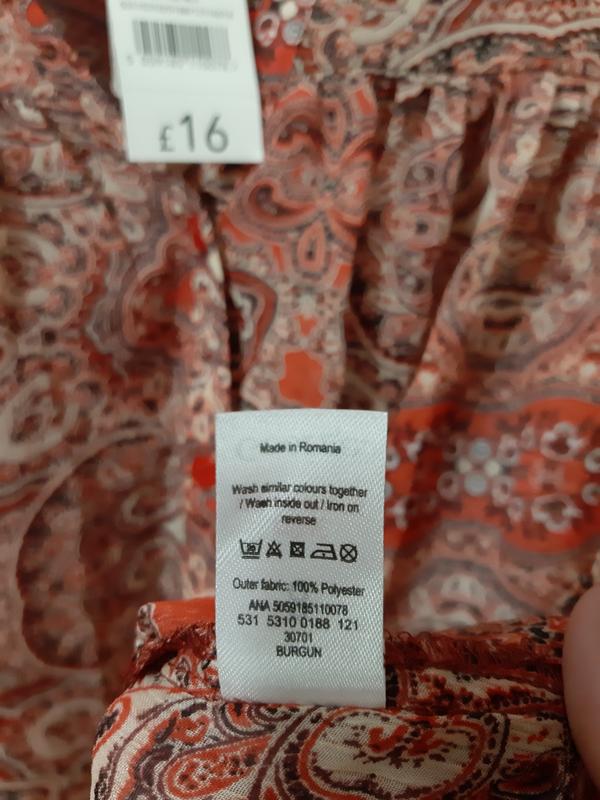 £16
Made in Romania
Wash similar colours together
/ Wash inside out / Iron on
reverse
30
Outer fabric: 100% Polyester
ANA 5059185110078
531 5310 0188 121
30701
BURGUN